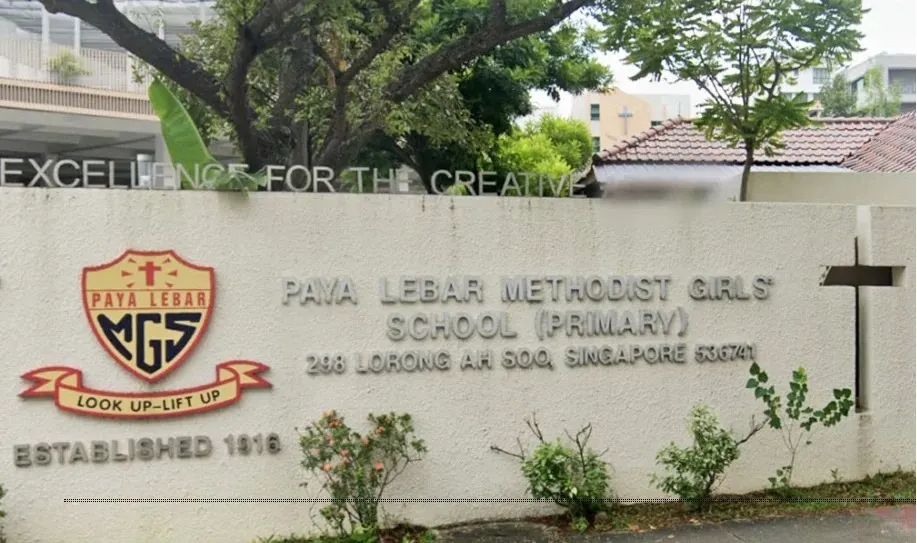 EXCELLENCE FOR THE CREATIVE
PAYA LEBAR
MGS
LOOK UP-LIFT UP
ESTABLISHED 1916
PAYA LEBAR METHODIST GIRLS'
SCHOOL (PRIMARY)
298 LORONG AH SOO, SINGAPORE 536741